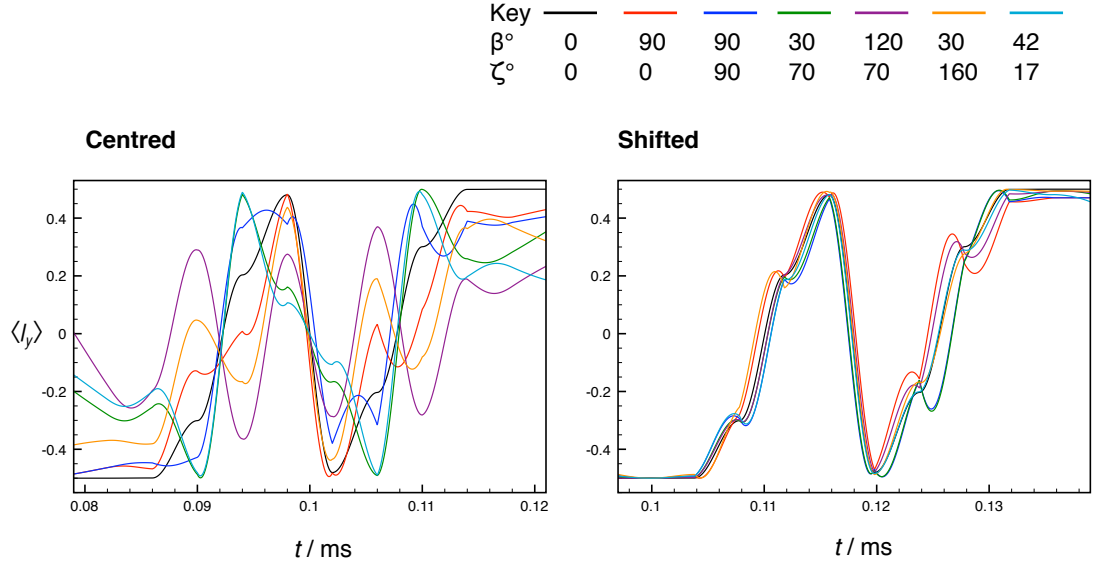 Key
β° 0 90 90 30 120 30 42
ζ° 0 0 90 70 70 160 17
Centred Shifted
0.4 0.4
0.2 0.2
⟨I_y⟩ 0 0
-0.2 -0.2
-0.4 -0.4
0.08 0.09 0.1 0.11 0.12 0.1 0.11 0.12 0.13
t / ms t / ms